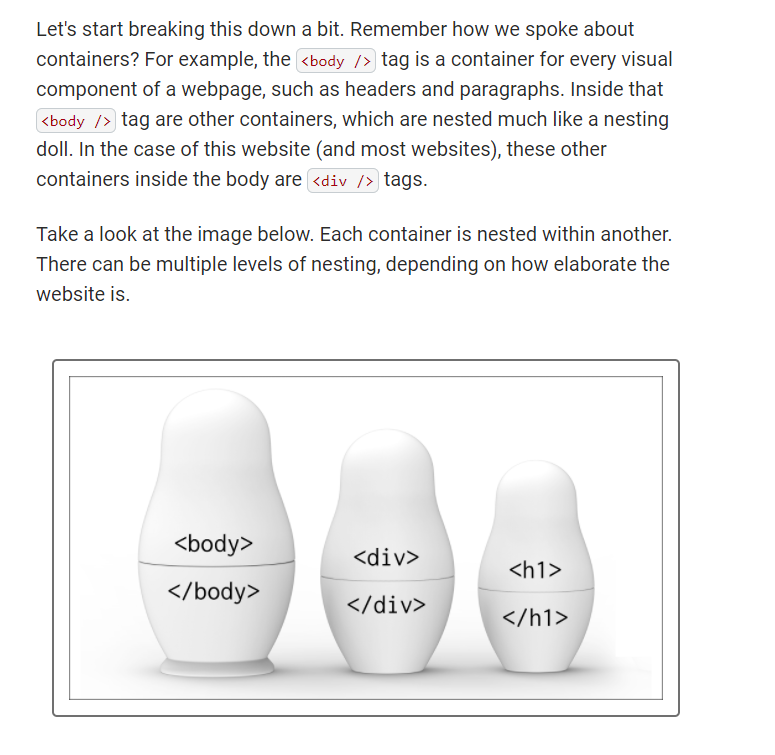 Let's start breaking this down a bit. Remember how we spoke about
containers? For example, the <body /> tag is a container for every visual
component of a webpage, such as headers and paragraphs. Inside that
<body /> tag are other containers, which are nested much like a nesting
doll. In the case of this website (and most websites), these other
containers inside the body are <div /> tags.
Take a look at the image below. Each container is nested within another.
There can be multiple levels of nesting, depending on how elaborate the
website is.
<body>
</body>
<div>
</div>
<h1>
</h1>